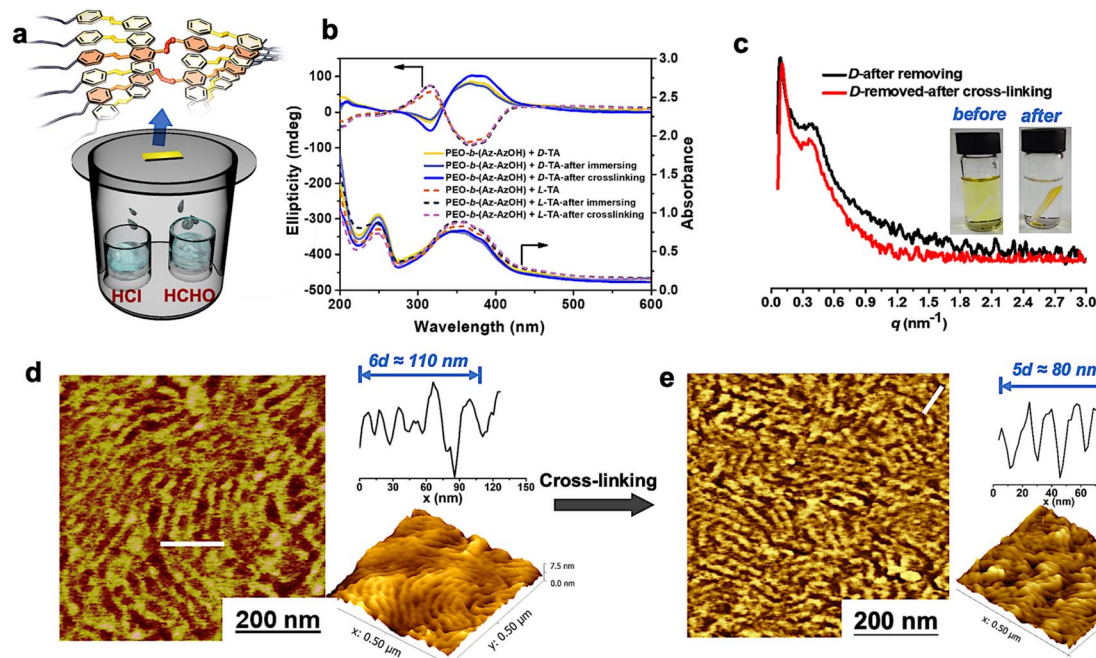 a
HCl
HCHO
b
Ellipticity (mdeg)
100
0
-100
-200
-300
-400
-500
PEO-b-(Az-AzOH) + D-TA
PEO-b-(Az-AzOH) + D-TA-after immersing
PEO-b-(Az-AzOH) + D-TA-after crosslinking
PEO-b-(Az-AzOH) + L-TA
PEO-b-(Az-AzOH) + L-TA-after immersing
PEO-b-(Az-AzOH) + L-TA-after crosslinking
3.0
2.5
2.0
1.5
1.0
0.5
0.0
Absorbance
200 300 400 500 600
Wavelength (nm)
c
D-after removing
D-removed-after cross-linking
before after
0.0 0.3 0.6 0.9 1.2 1.5 1.8 2.1 2.4 2.7 3.0
q (nm-1)
d
200 nm
6d ≈ 110 nm
0 30 60 90 120 150
x (nm)
7.5 nm
0.0 nm
x: 0.50 µm
y: 0.50 µm
Cross-linking
e
200 nm
5d ≈ 80 nm
0 20 40 60
x (nm)
x: 0.50 µm